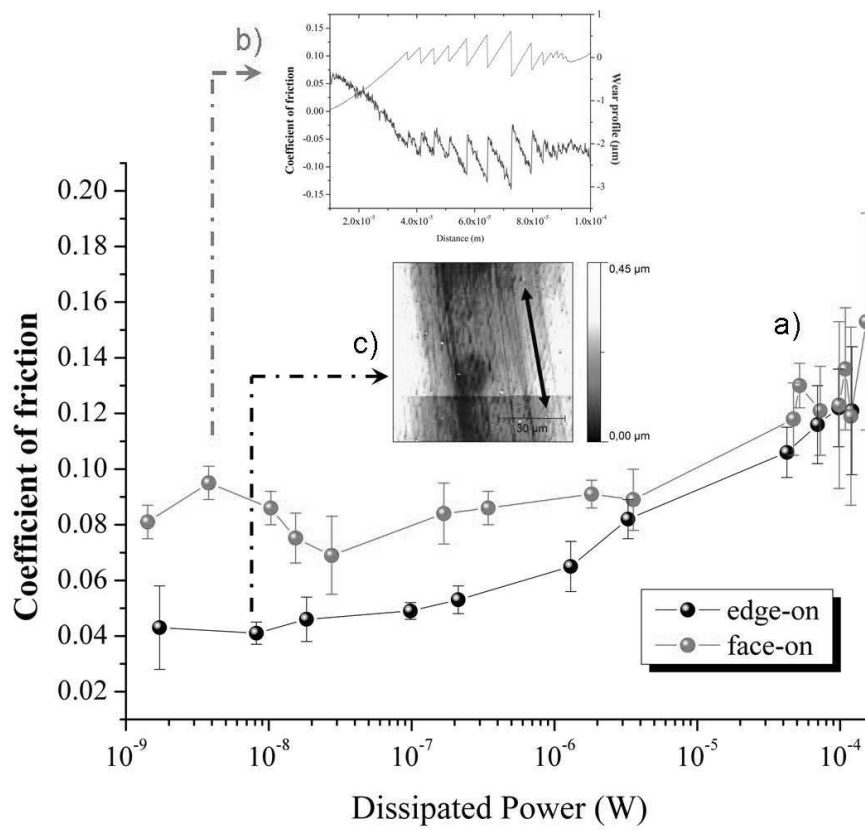 b)
0.15
0.10
0.05
0.00
0.05
-0.10
-0.15
Coefficient of friction
1
0
-1
-2
-3
Wear profile (µm)
2.0x10⁻⁵ 4.0x10⁻⁵ 6.0x10⁻⁵ 8.0x10⁻⁵ 1.0x10⁻⁴
Distance (m)
c)
0,45 µm
30 µm
0,00 µm
a)
0.20
0.18
0.16
0.14
0.12
0.10
0.08
0.06
0.04
0.02
Coefficient of friction
edge-on
face-on
10⁻⁹ 10⁻⁸ 10⁻⁷ 10⁻⁶ 10⁻⁵ 10⁻⁴
Dissipated Power (W)